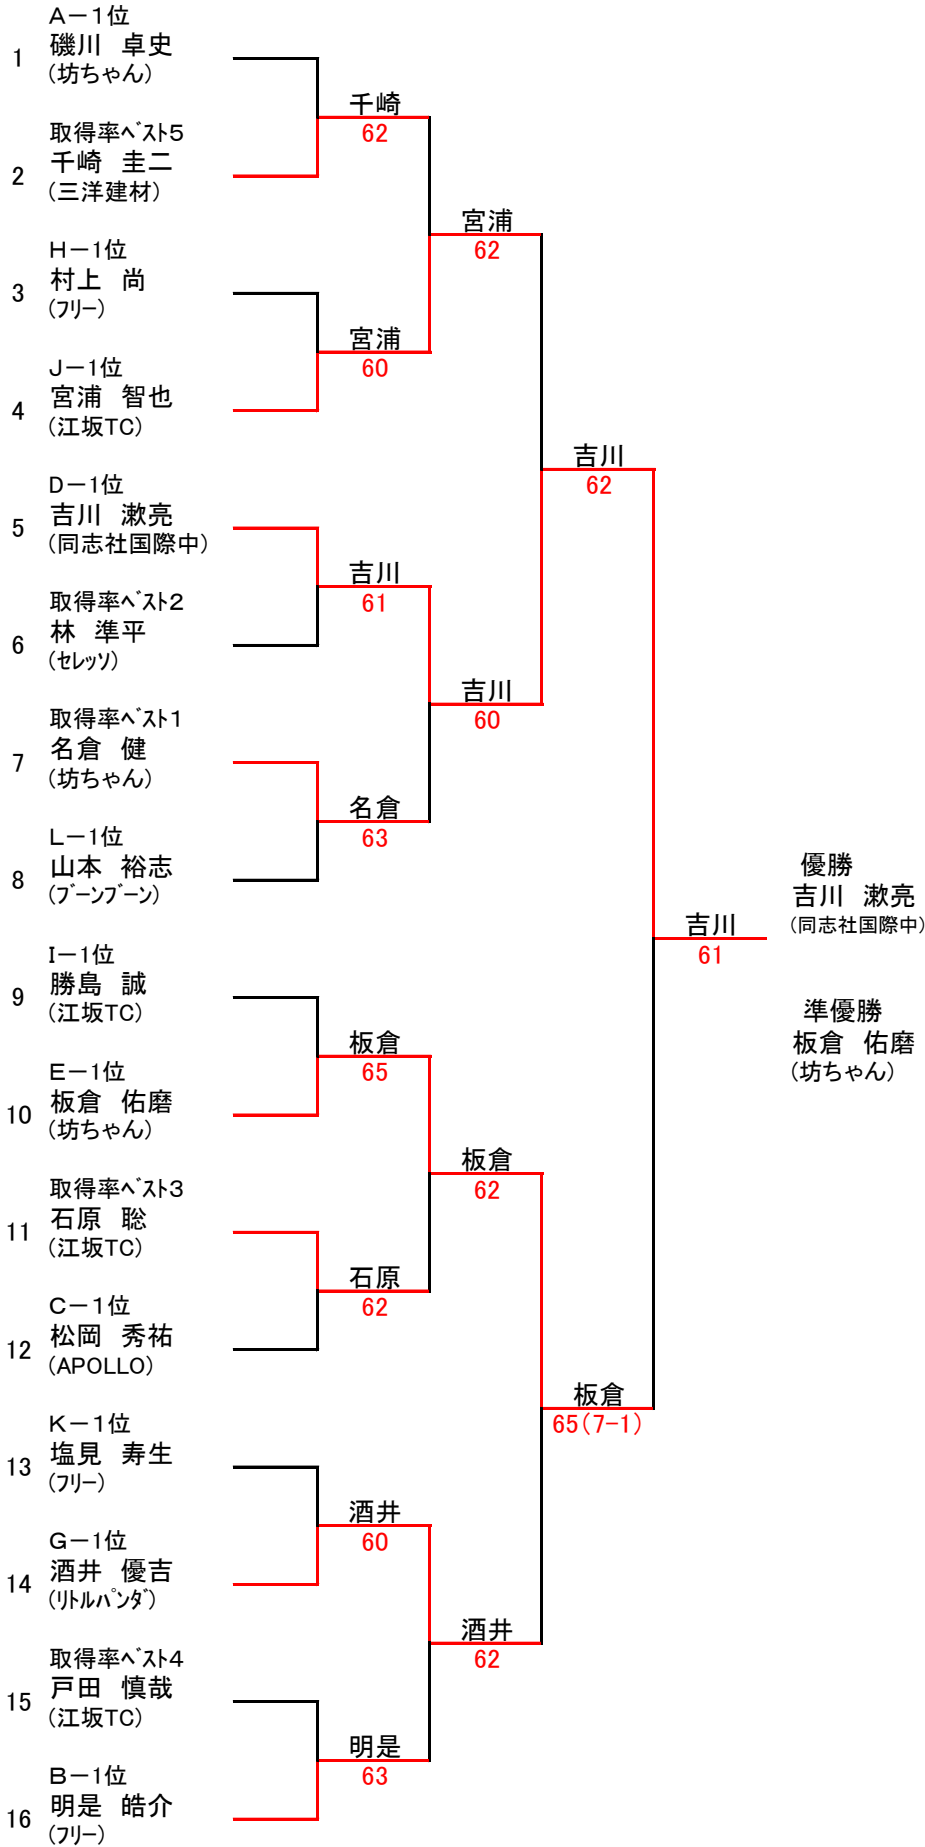 A－1位
1
磯川 卓史
(坊ちゃん)
千崎
62
取得率ﾍﾞｽﾄ5
2
千崎 圭二
(三洋建材)
宮浦
62
H－1位
3
村上 尚
(ﾌﾘｰ)
宮浦
60
J－1位
4
宮浦 智也
(江坂TC)
吉川
62
D－1位
5
吉川 漱亮
(同志社国際中)
吉川
61
取得率ﾍﾞｽﾄ2
6
林 準平
(ｾﾚｯｿ)
吉川
60
取得率ﾍﾞｽﾄ1
7
名倉 健
(坊ちゃん)
名倉
63
L－1位
8
山本 裕志
(ﾌﾞｰﾝﾌﾞｰﾝ)
優勝
吉川 漱亮
(同志社国際中)
吉川
61
I－1位
9
勝島 誠
(江坂TC)
準優勝
板倉 佑磨
(坊ちゃん)
板倉
65
E－1位
10
板倉 佑磨
(坊ちゃん)
板倉
62
取得率ﾍﾞｽﾄ3
11
石原 聡
(江坂TC)
石原
62
C－1位
12
松岡 秀祐
(APOLLO)
板倉
65(7-1)
K－1位
13
塩見 寿生
(ﾌﾘｰ)
酒井
60
G－1位
14
酒井 優吉
(ﾘﾄﾙﾊﾟﾝﾀﾞ)
酒井
62
取得率ﾍﾞｽﾄ4
15
戸田 慎哉
(江坂TC)
明是
63
B－1位
16
明是 皓介
(ﾌﾘｰ)